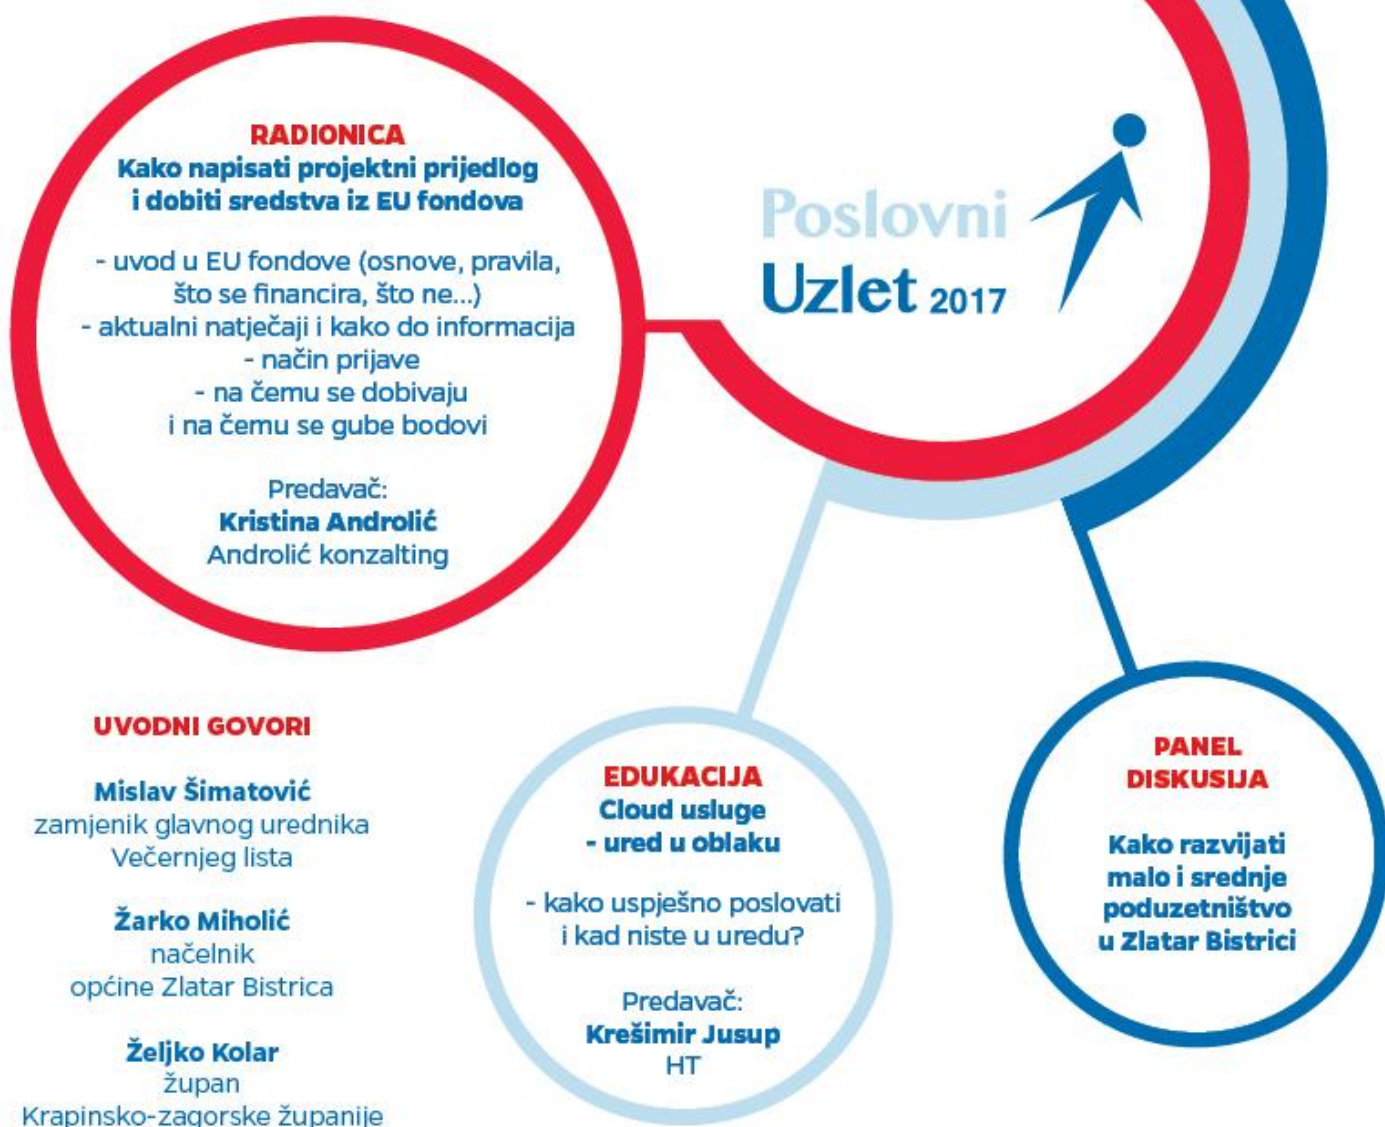 RADIONICA
Kako napisati projektni prijedlog
i dobiti sredstva iz EU fondova
- uvod u EU fondove (osnove, pravila,
što se financira, što ne...)
- aktualni natječaji i kako do informacija
- način prijave
- na čemu se dobivaju
i na čemu se gube bodovi
Predavač:
Kristina Androlić
Androlić konzalting
Poslovni
Uzlet 2017
UVODNI GOVORI
Mislav Šimatović
zamjenik glavnog urednika
Večernjeg lista
Žarko Miholić
načelnik
općine Zlatar Bistrica
Željko Kolar
župan
Krapinsko-zagorske županije
EDUKACIJA
Cloud usluge
- ured u oblaku
- kako uspješno poslovati
i kad niste u uredu?
Predavač:
Krešimir Jusup
HT
PANEL
DISKUSIJA
Kako razvijati
malo i srednje
poduzetništvo
u Zlatar Bistrici